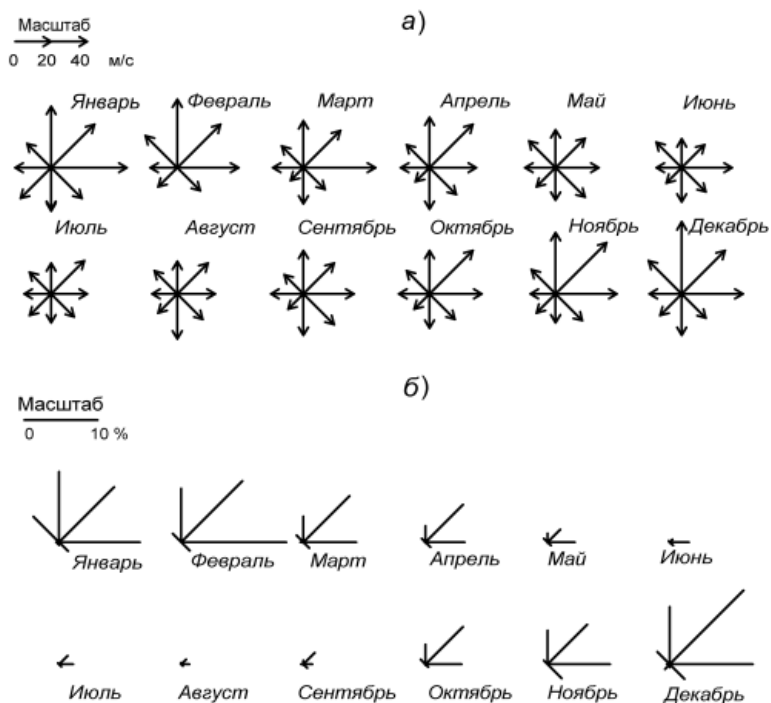 а)
Масштаб
0 20 40 м/с
Январь Февраль Март Апрель Май Июнь
Июль Август Сентябрь Октябрь Ноябрь Декабрь
б)
Масштаб
0 10 %
Январь Февраль Март Апрель Май Июнь
Июль Август Сентябрь Октябрь Ноябрь Декабрь